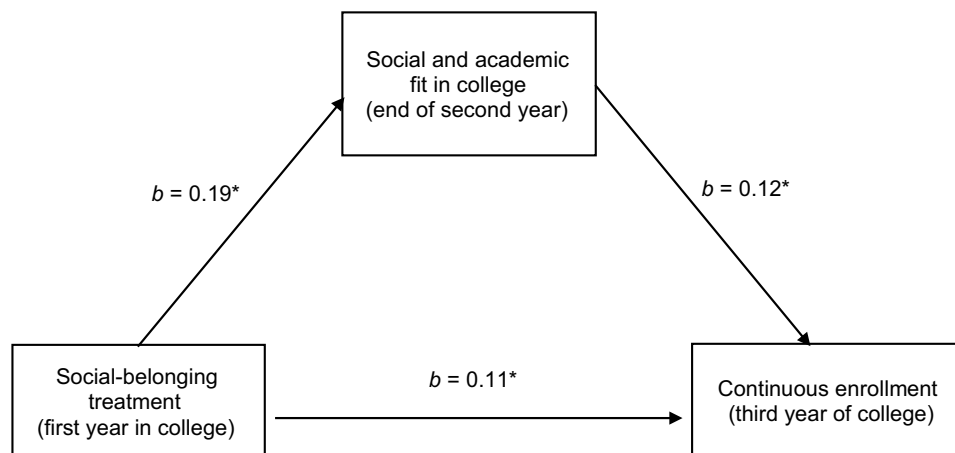 Social and academic
fit in college
(end of second year)
b = 0.19*
b = 0.12*
Social-belonging
treatment
(first year in college)
b = 0.11*
Continuous enrollment
(third year of college)